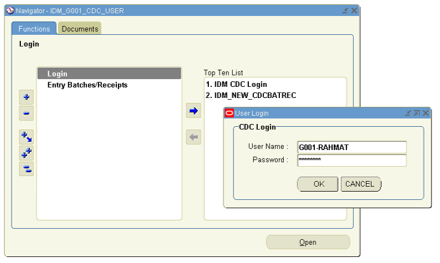 Navigator - IDM_G001_CDC_USER
Functions
Documents
Login
Login
Entry Batches/Receipts
Top Ten List
1. IDM CDC Login
2. IDM_NEW_CDCBATREC
User Login
CDC Login
User Name :
G001-RAHMAT
Password :
********
OK
CANCEL
Open